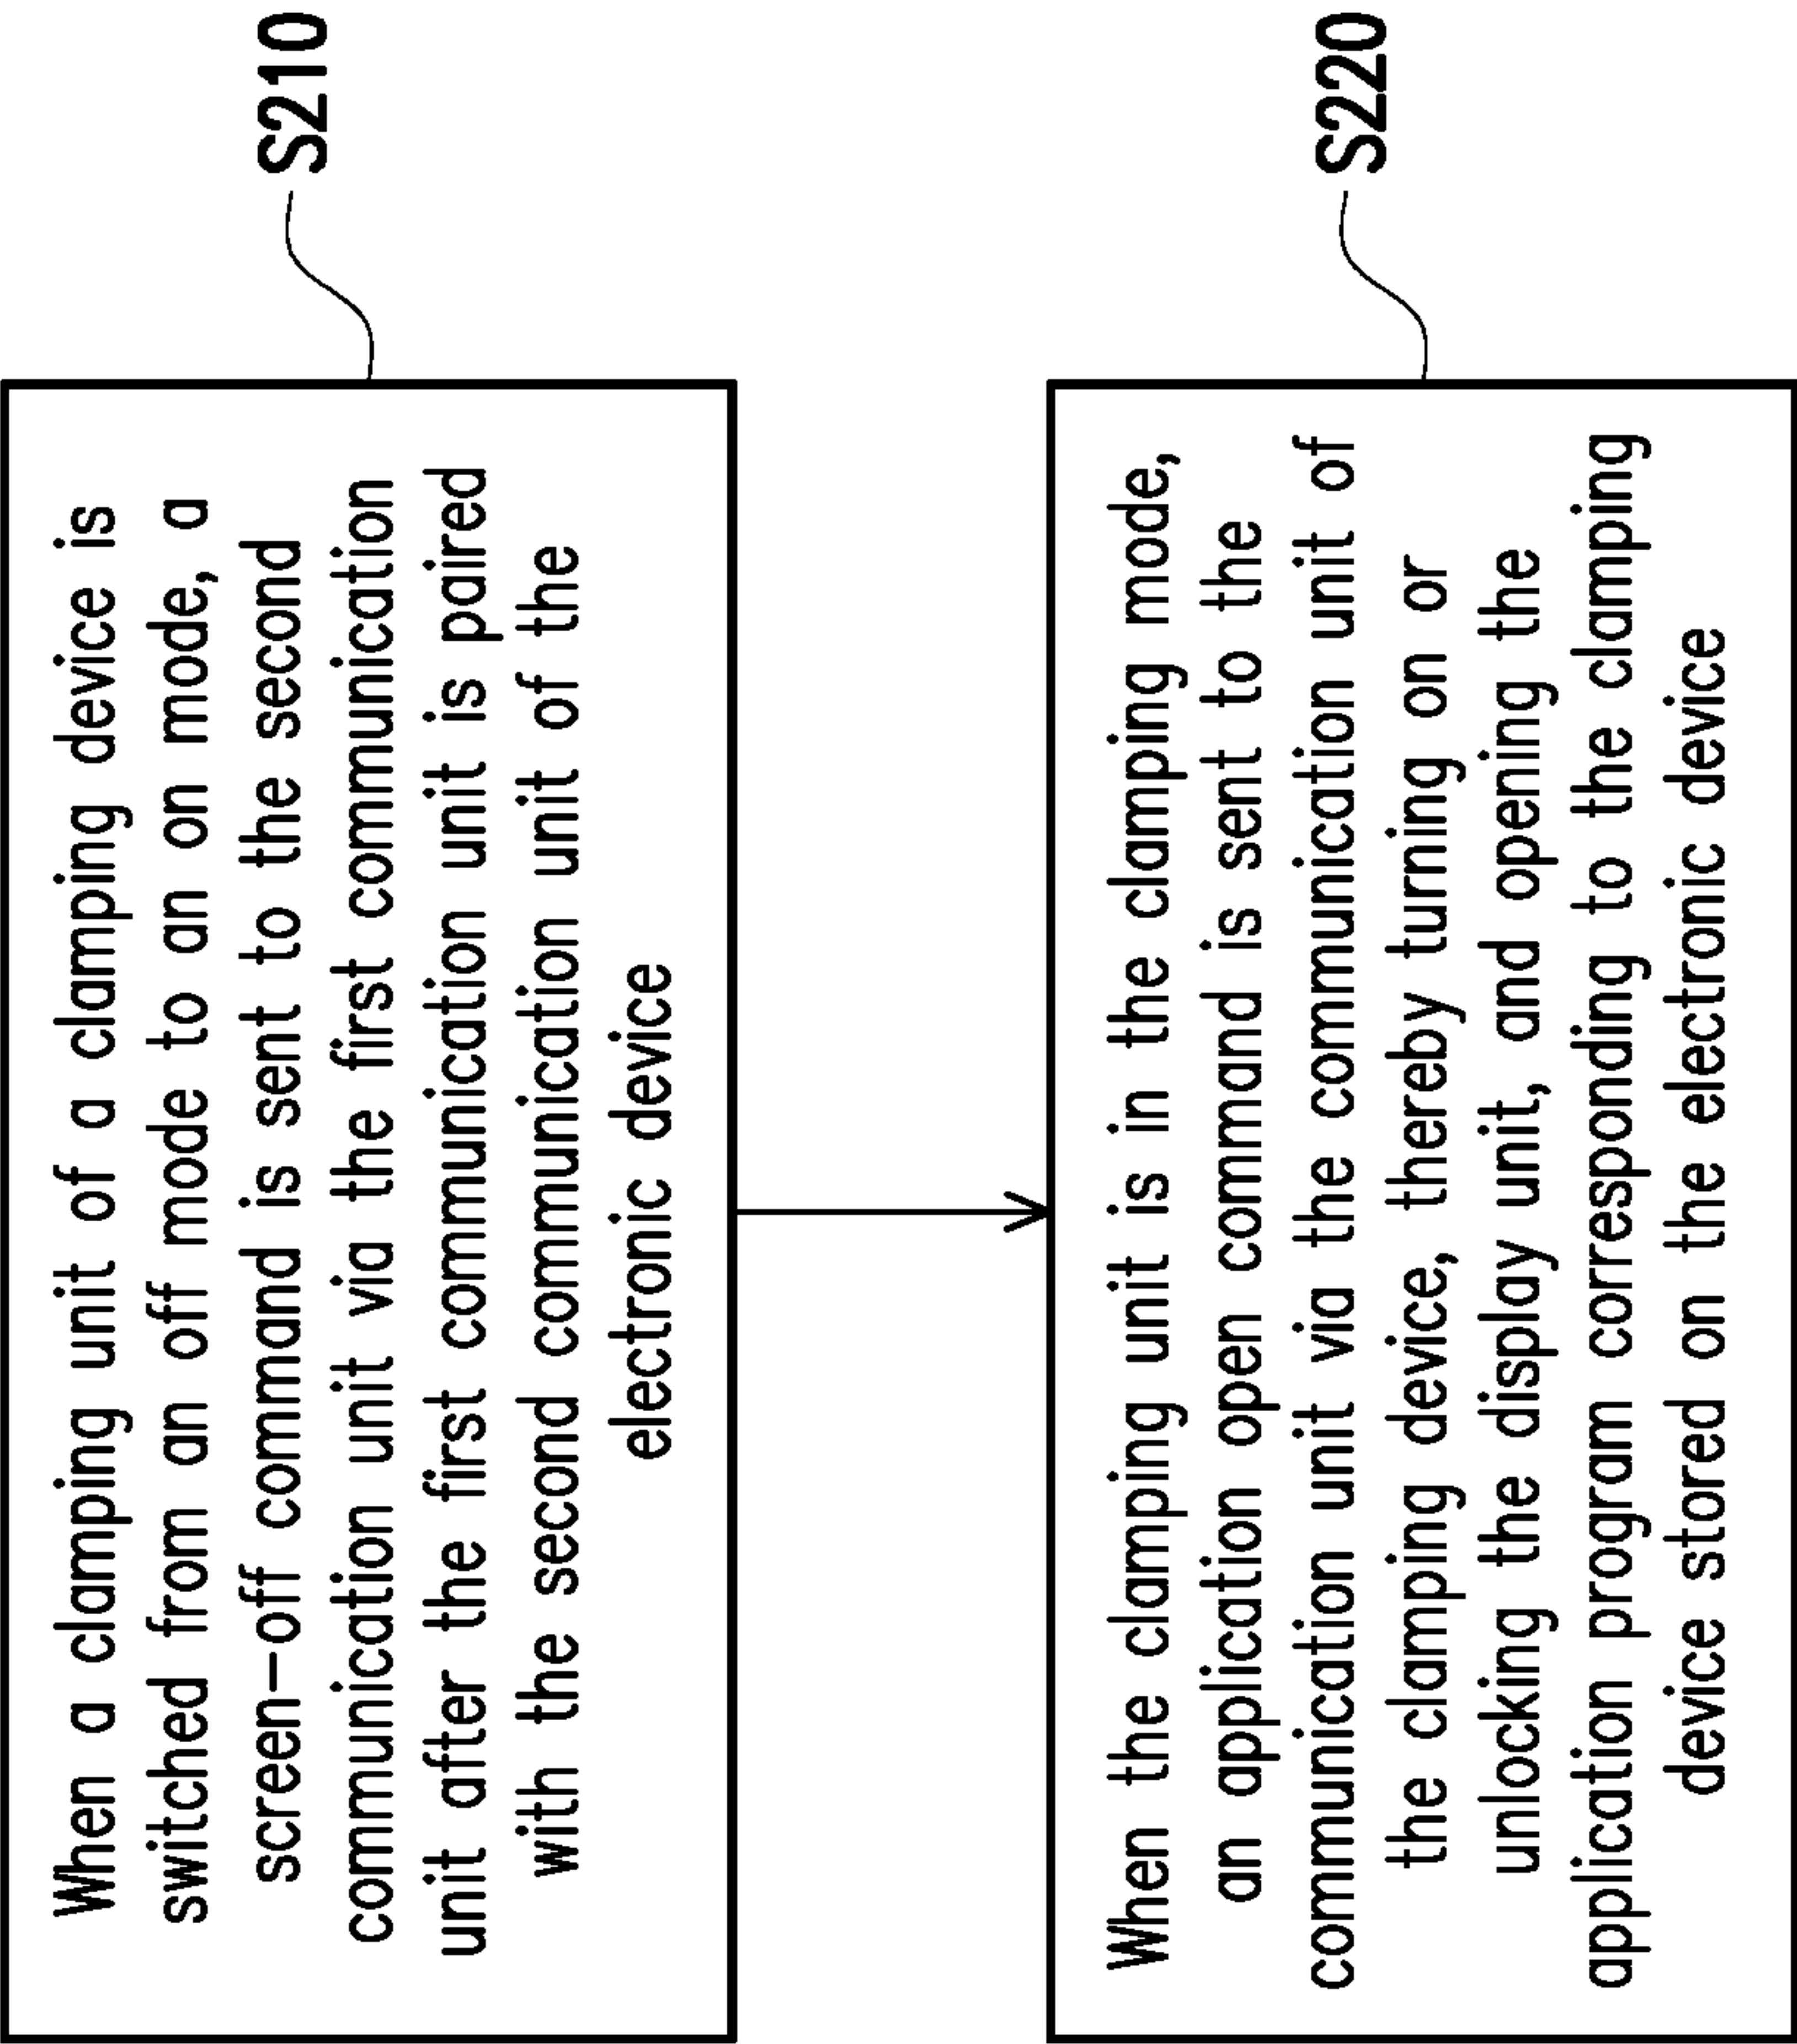 When a clamping unit of a clamping device is
switched from an off mode to an on mode, a
screen-off command is sent to the second
communication unit via the first communication
unit after the first communication unit is paired
with the second communication unit of the
electronic device
S210
When the clamping unit is in the clamping mode,
an application open command is sent to the
communication unit via the communication unit of
the clamping device, thereby turning on or
unlocking the display unit, and opening the
application program corresponding to the clamping
device stored on the electronic device
S220